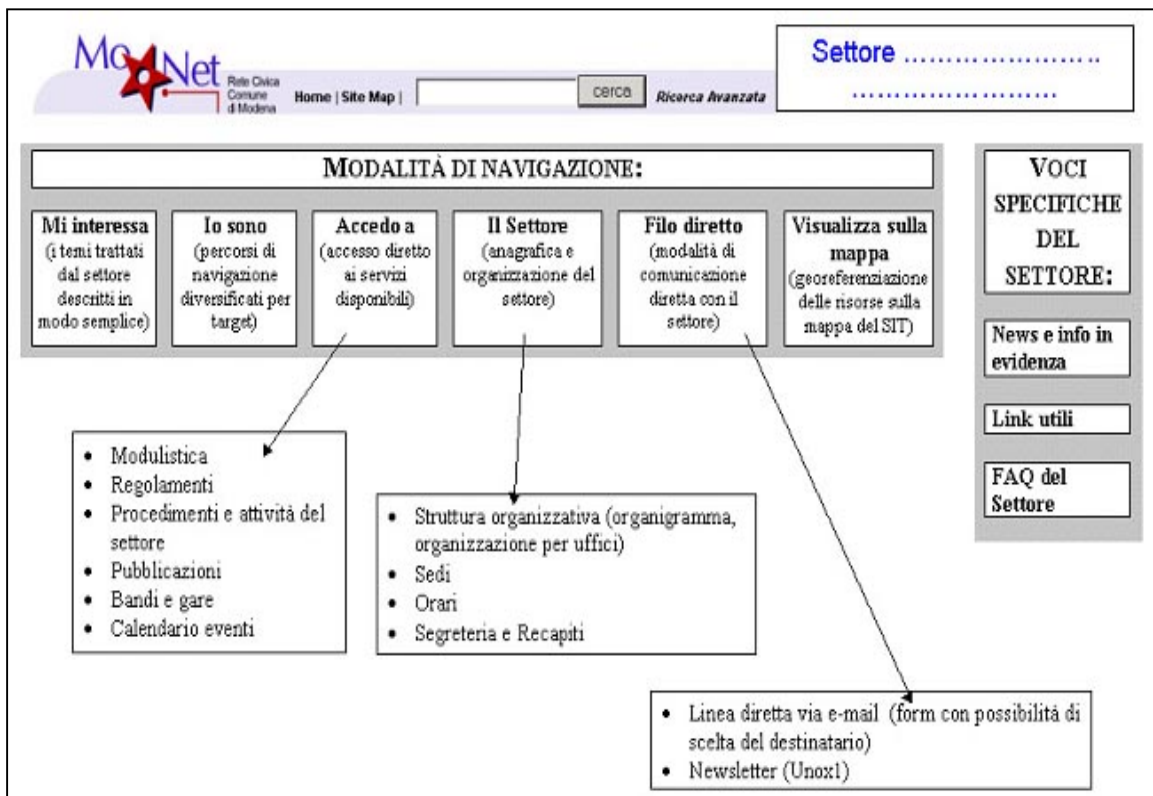 MoNet
Rete Civica
Comune
di Modena
Home | Site Map |
cerca
Ricerca Avanzata
Settore ........................
........................
MODALITÀ DI NAVIGAZIONE:
Mi interessa
(i temi trattati
dal settore
descritti in
modo semplice)
Io sono
(percorsi di
navigazione
diversificati per
target)
Accedo a
(accesso diretto
ai servizi
disponibili)
Il Settore
(anagrafica e
organizzazione del
settore)
Filo diretto
(modalità di
comunicazione
diretta con il
settore)
Visualizza sulla
mappa
(georeferenziazione
delle risorse sulla
mappa del SIT)
VOCI
SPECIFICHE
DEL
SETTORE:
News e info in
evidenza
Link utili
FAQ del
Settore
• Modulistica
• Regolamenti
• Procedimenti e attività del
settore
• Pubblicazioni
• Bandi e gare
• Calendario eventi
• Struttura organizzativa (organigramma,
organizzazione per uffici)
• Sedi
• Orari
• Segreteria e Recapiti
• Linea diretta via e-mail (form con possibilità di
scelta del destinatario)
• Newsletter (Unox1)